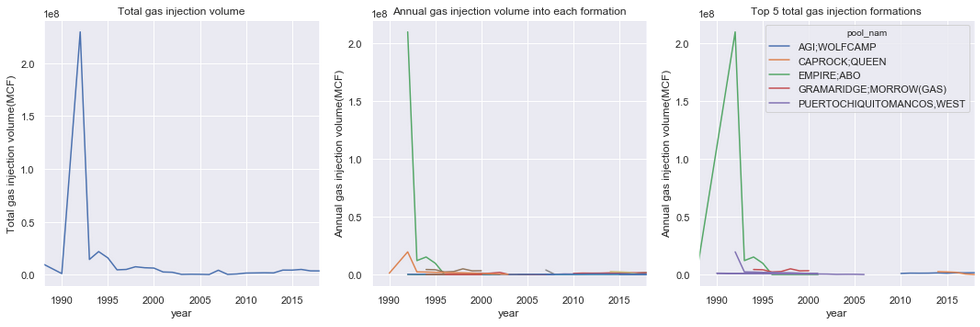 Total gas injection volume
1e8
2.0
1.5
1.0
0.5
0.0
Total gas injection volume(MCF)
1990 1995 2000 2005 2010 2015
year
Annual gas injection volume into each formation
1e8
2.0
1.5
1.0
0.5
0.0
Annual gas injection volume(MCF)
1990 1995 2000 2005 2010 2015
year
Top 5 total gas injection formations
1e8
2.0
1.5
1.0
0.5
0.0
Annual gas injection volume(MCF)
pool_nam
AGI;WOLFCAMP
CAPROCK;QUEEN
EMPIRE;ABO
GRAMARIDGE;MORROW(GAS)
PUERTOCHIQUITOMANCOS,WEST
1990 1995 2000 2005 2010 2015
year